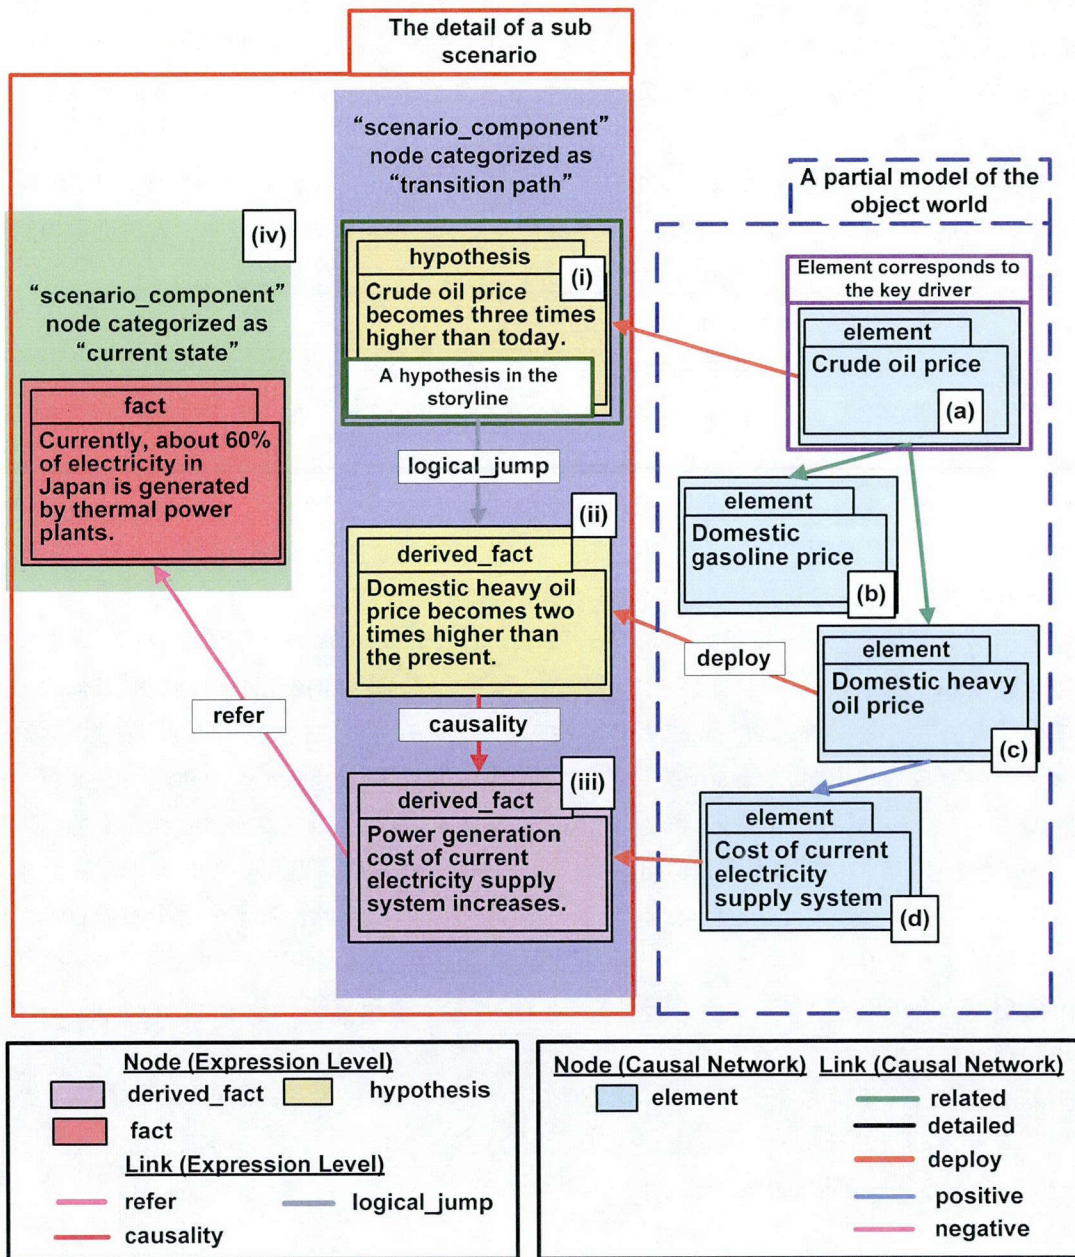 The detail of a sub
scenario
“scenario_component”
node categorized as
“transition path”
A partial model of the
object world
(iv)
“scenario_component”
node categorized as
“current state”
fact
Currently, about 60%
of electricity in
Japan is generated
by thermal power
plants.
hypothesis
(i)
Crude oil price
becomes three times
higher than today.
A hypothesis in the
storyline
Element corresponds to
the key driver
element
Crude oil price
(a)
logical_jump
(ii)
derived_fact
Domestic heavy oil
price becomes two
times higher than
the present.
element
Domestic
gasoline price
(b)
deploy
element
Domestic heavy
oil price
(c)
refer
causality
(iii)
derived_fact
Power generation
cost of current
electricity supply
system increases.
element
Cost of current
electricity
supply system
(d)
Node (Expression Level)
derived_fact
hypothesis
fact
Link (Expression Level)
refer
logical_jump
causality
Node (Causal Network)
Link (Causal Network)
element
related
detailed
deploy
positive
negative